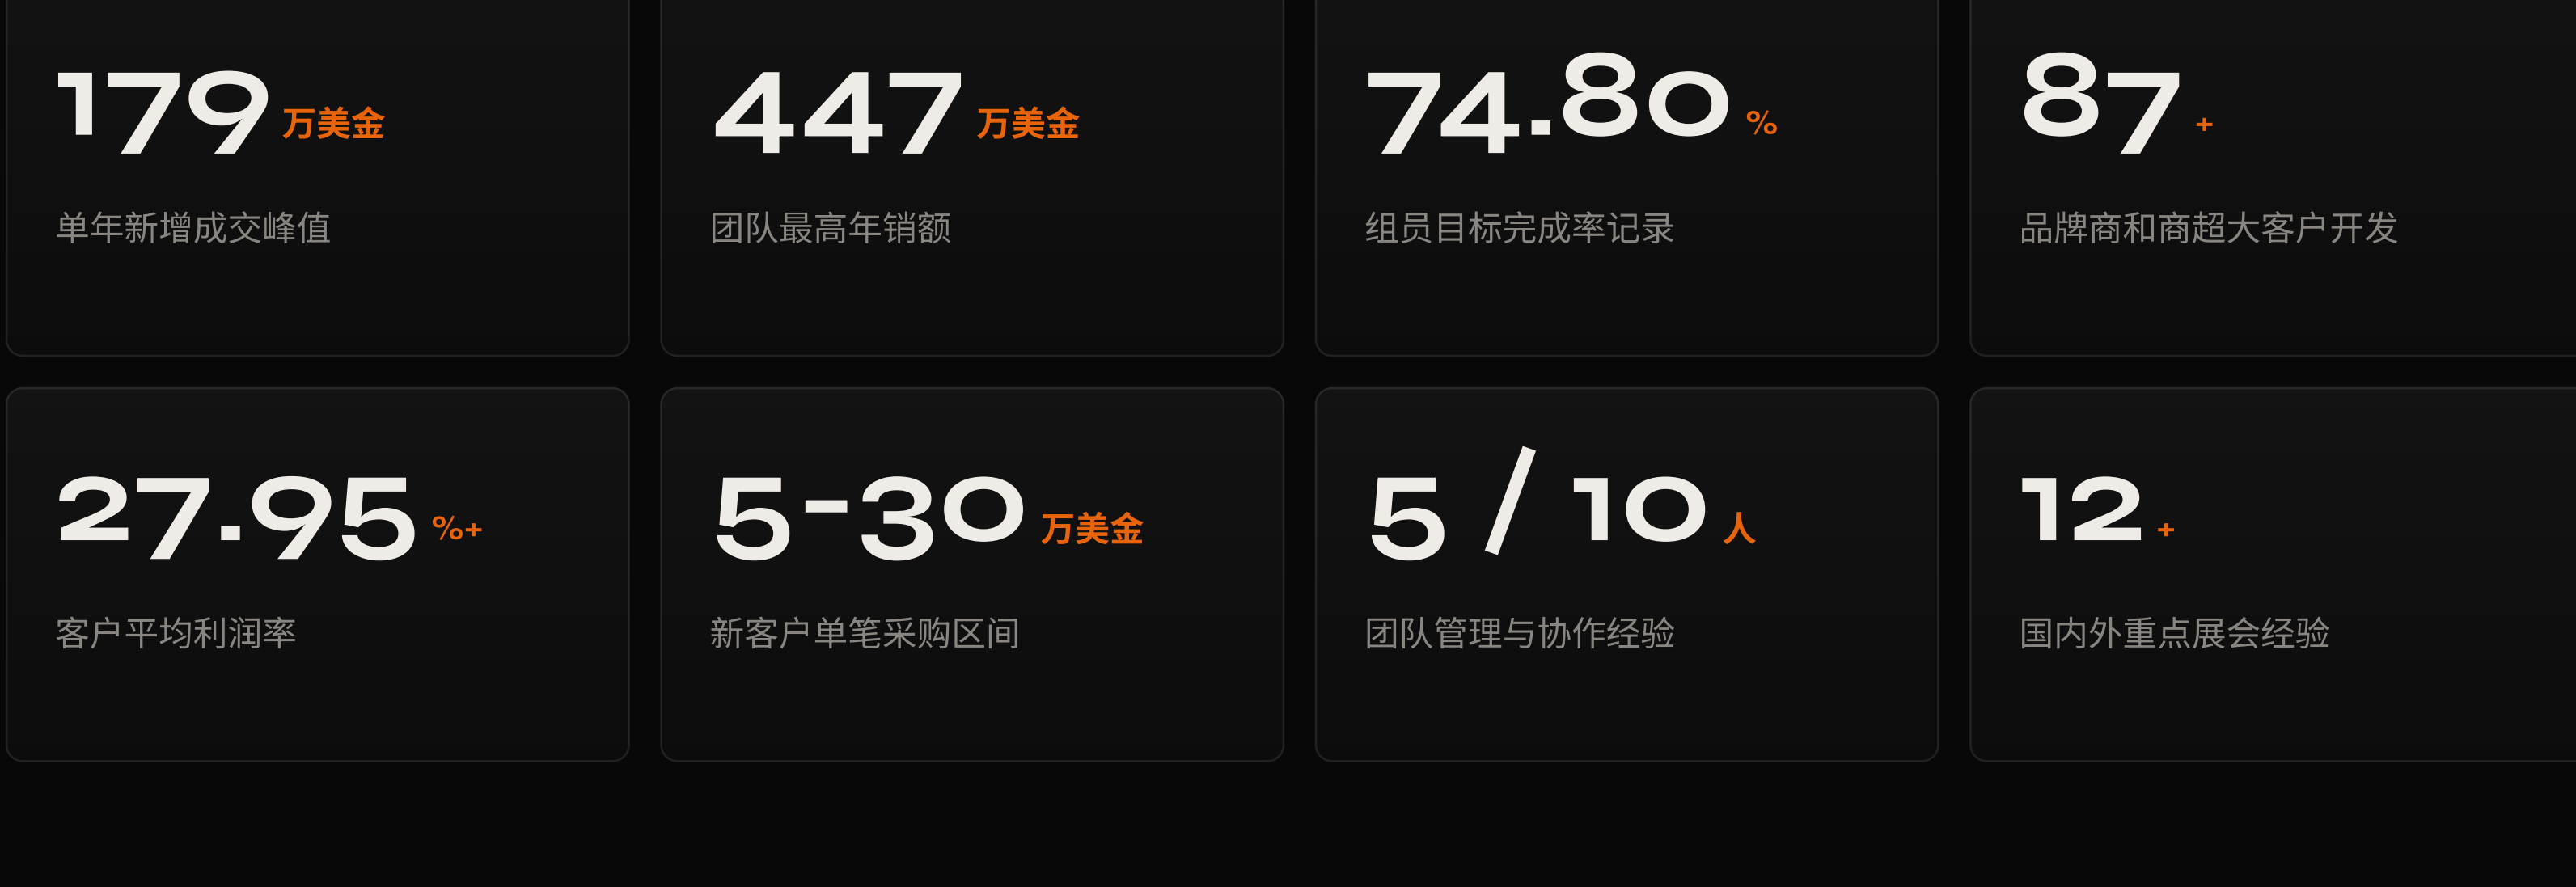 179 万美金
单年新增成交峰值
447 万美金
团队最高年销额
74.80 %
组员目标完成率记录
87 +
品牌商和商超大客户开发
27.95 %+
客户平均利润率
5-30 万美金
新客户单笔采购区间
5 / 10 人
团队管理与协作经验
12 +
国内外重点展会经验